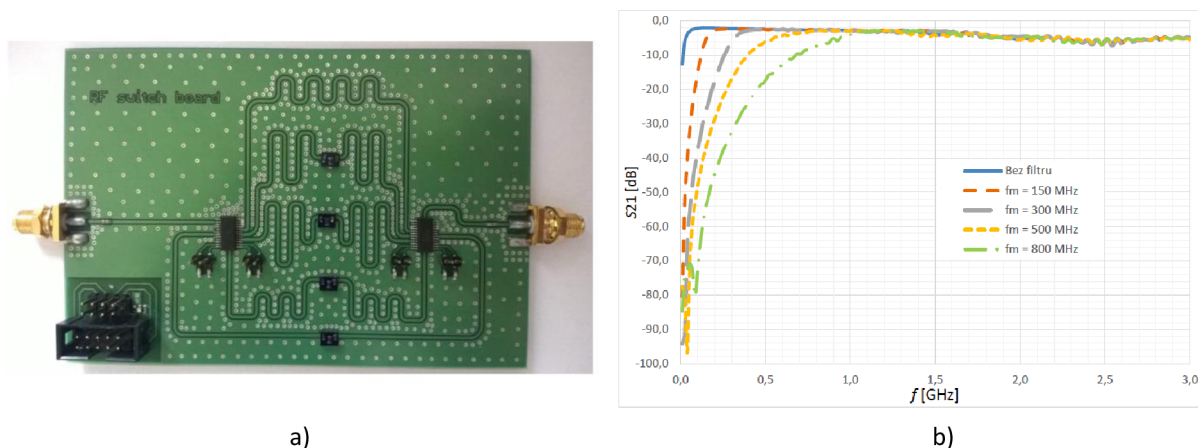 RF switch board
0,0
-10,0
-20,0
-30,0
-40,0
-50,0
-60,0
-70,0
-80,0
-90,0
-100,0
S21 [dB]
Bez filtru
fm = 150 MHz
fm = 300 MHz
fm = 500 MHz
fm = 800 MHz
0,0 0,5 1,0 1,5 2,0 2,5 3,0
f [GHz]
a) b)